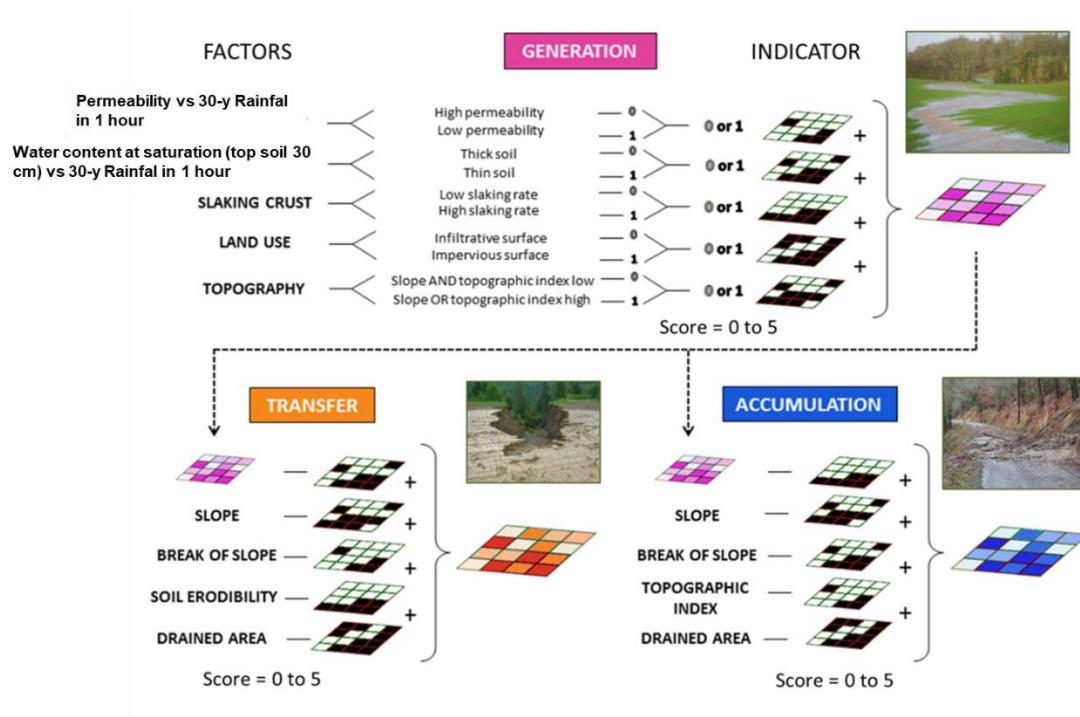 FACTORS
GENERATION
INDICATOR
Permeability vs 30-y Rainfal
in 1 hour
High permeability
0
Low permeability
1
0 or 1
+
Water content at saturation (top soil 30
cm) vs 30-y Rainfal in 1 hour
Thick soil
0
Thin soil
1
0 or 1
+
SLAKING CRUST
Low slaking rate
0
High slaking rate
1
0 or 1
+
LAND USE
Infiltrative surface
0
Impervious surface
1
0 or 1
+
TOPOGRAPHY
Slope AND topographic index low
0
Slope OR topographic index high
1
0 or 1
Score = 0 to 5
TRANSFER
+
SLOPE
+
BREAK OF SLOPE
+
SOIL ERODIBILITY
+
DRAINED AREA
Score = 0 to 5
ACCUMULATION
+
SLOPE
+
BREAK OF SLOPE
+
TOPOGRAPHIC
INDEX
+
DRAINED AREA
Score = 0 to 5